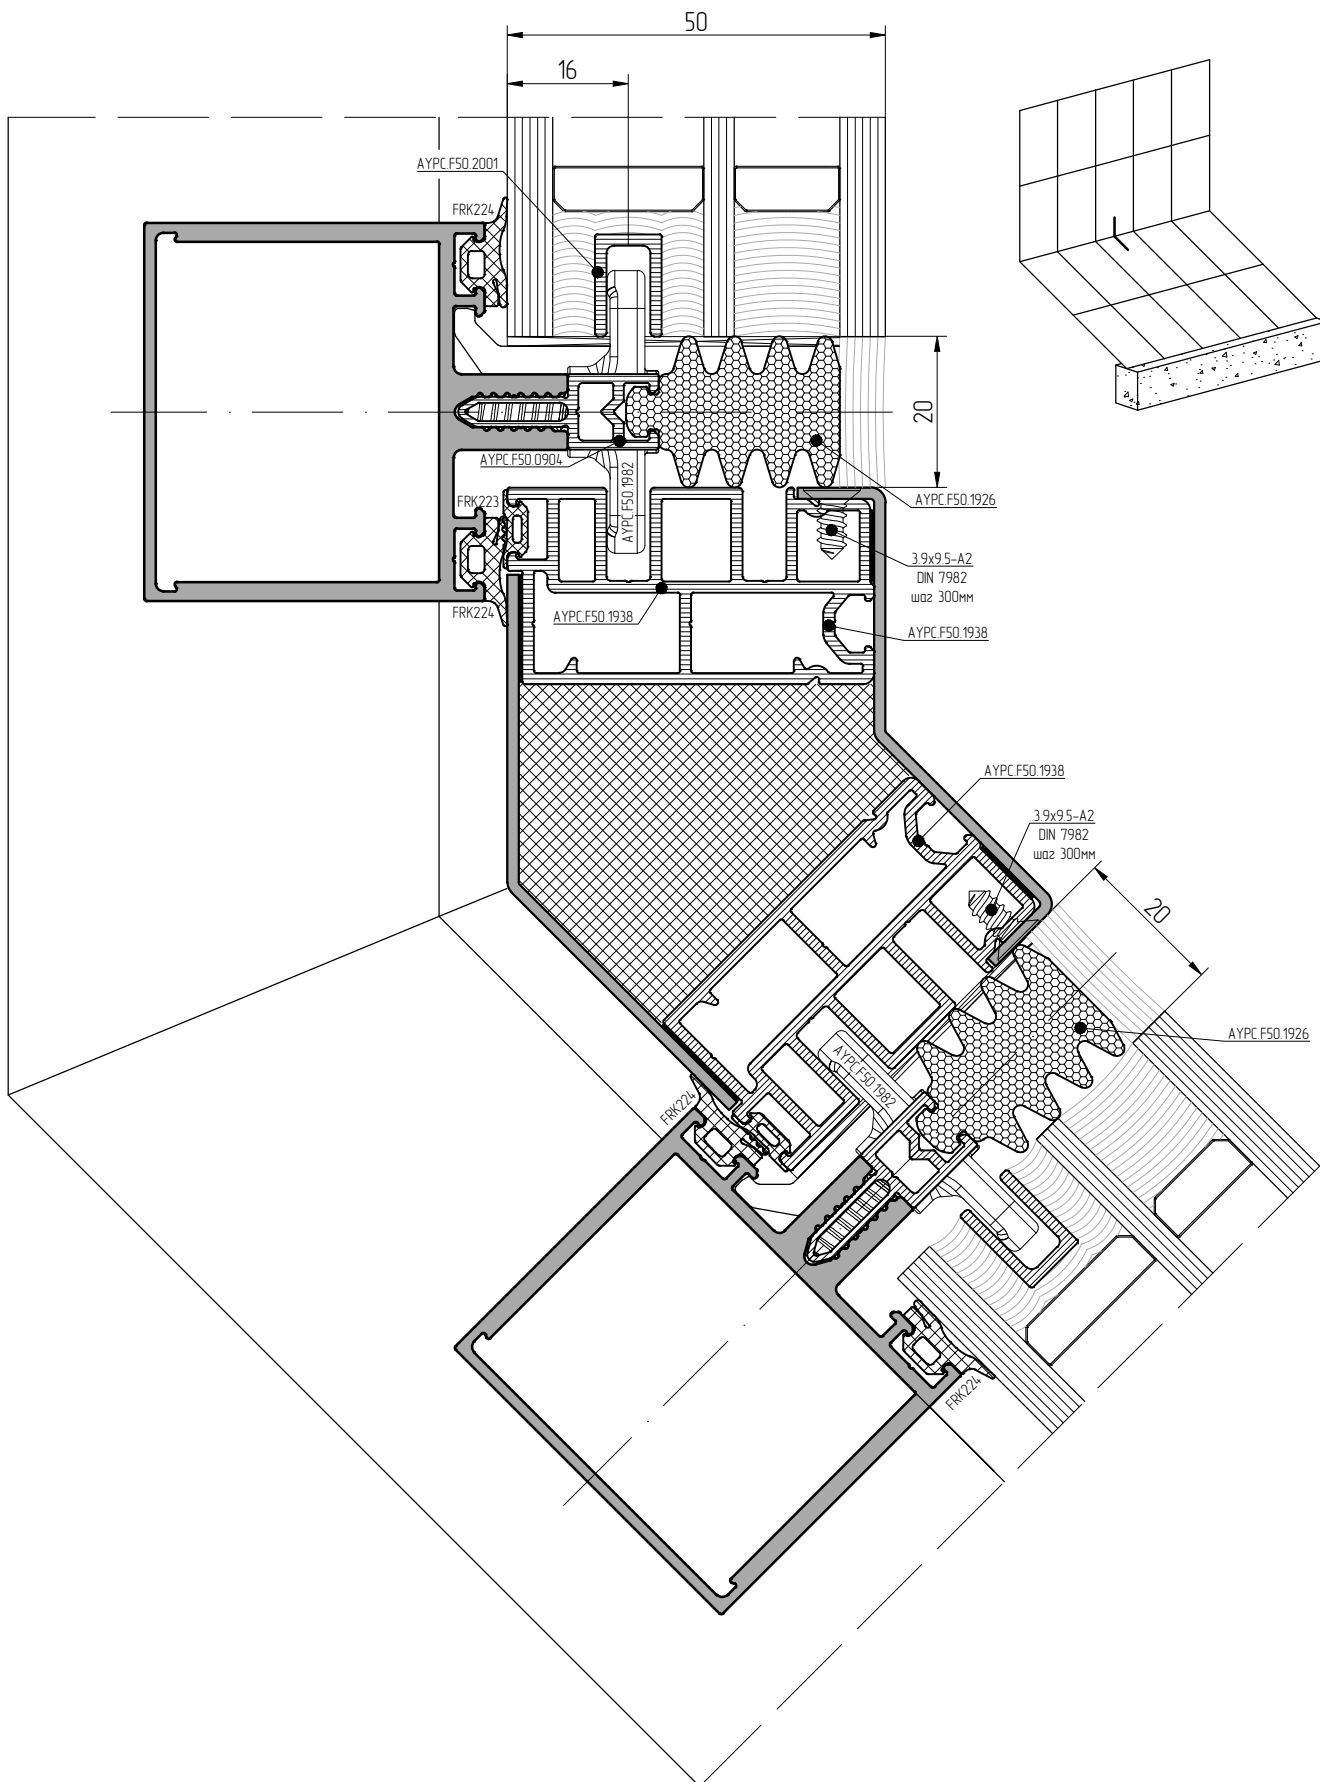 50
16
AYPC.F50.2001
FRK224
20
AYPC.F50.0904
AYPC.F50.1982
AYPC.F50.1926
FRK223
3.9x9.5-A2
DIN 7982
шаг 300мм
FRK224
AYPC.F50.1938
AYPC.F50.1938
AYPC.F50.1938
3.9x9.5-A2
DIN 7982
шаг 300мм
20
AYPC.F50.1926
AYPC.F50.1982
FRK224
FRK224